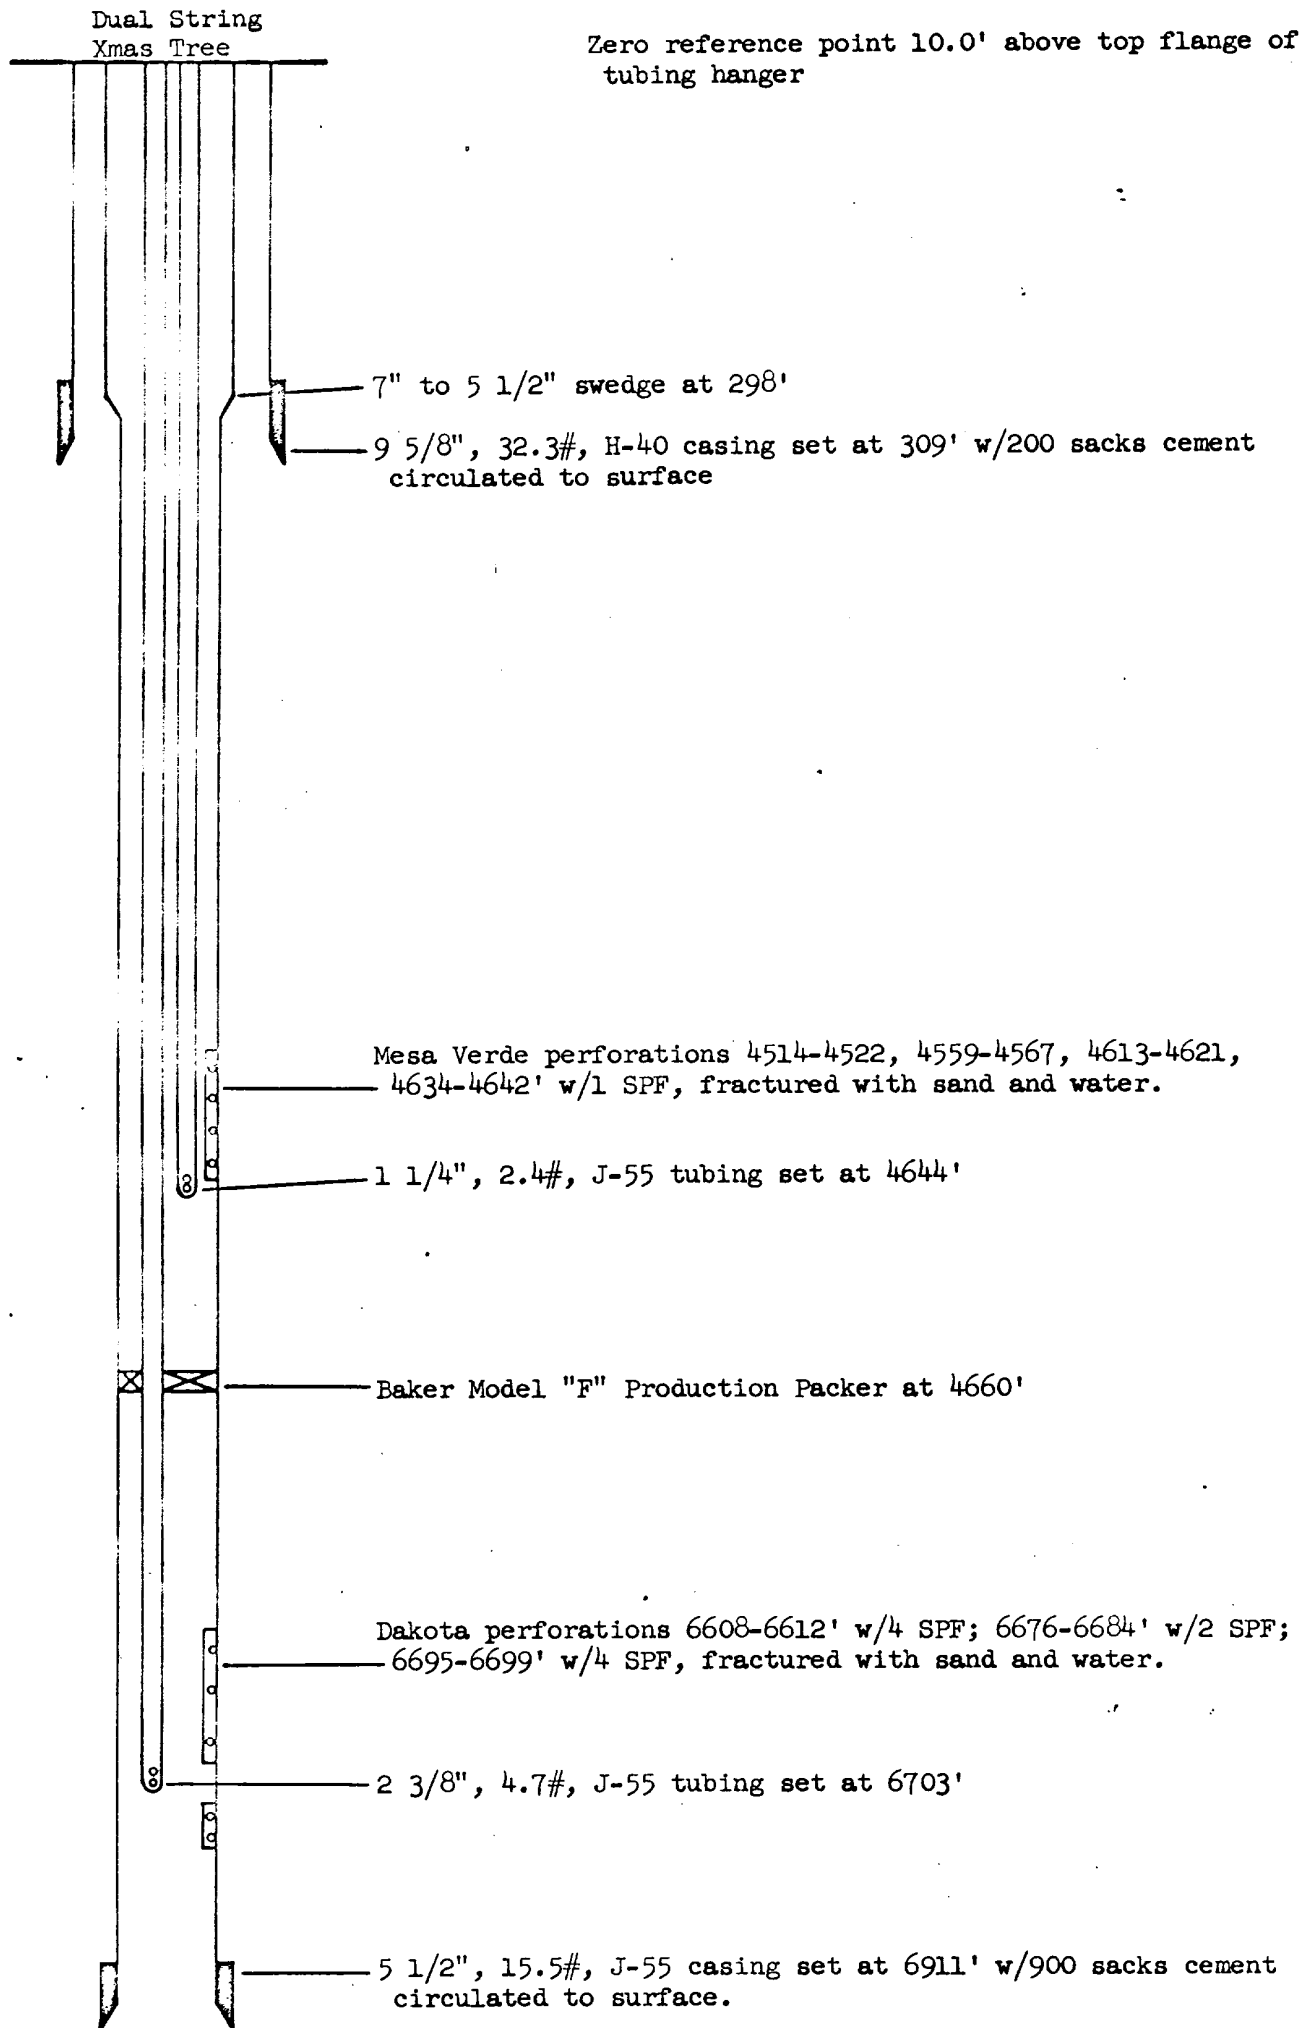 Dual String
Xmas Tree
Zero reference point 10.0' above top flange of
tubing hanger
7" to 5 1/2" swedge at 298'
9 5/8", 32.3#, H-40 casing set at 309' w/200 sacks cement
circulated to surface
Mesa Verde perforations 4514-4522, 4559-4567, 4613-4621,
4634-4642' w/1 SPF, fractured with sand and water.
1 1/4", 2.4#, J-55 tubing set at 4644'
Baker Model "F" Production Packer at 4660'
Dakota perforations 6608-6612' w/4 SPF; 6676-6684' w/2 SPF;
6695-6699' w/4 SPF, fractured with sand and water.
2 3/8", 4.7#, J-55 tubing set at 6703'
5 1/2", 15.5#, J-55 casing set at 6911' w/900 sacks cement
circulated to surface.